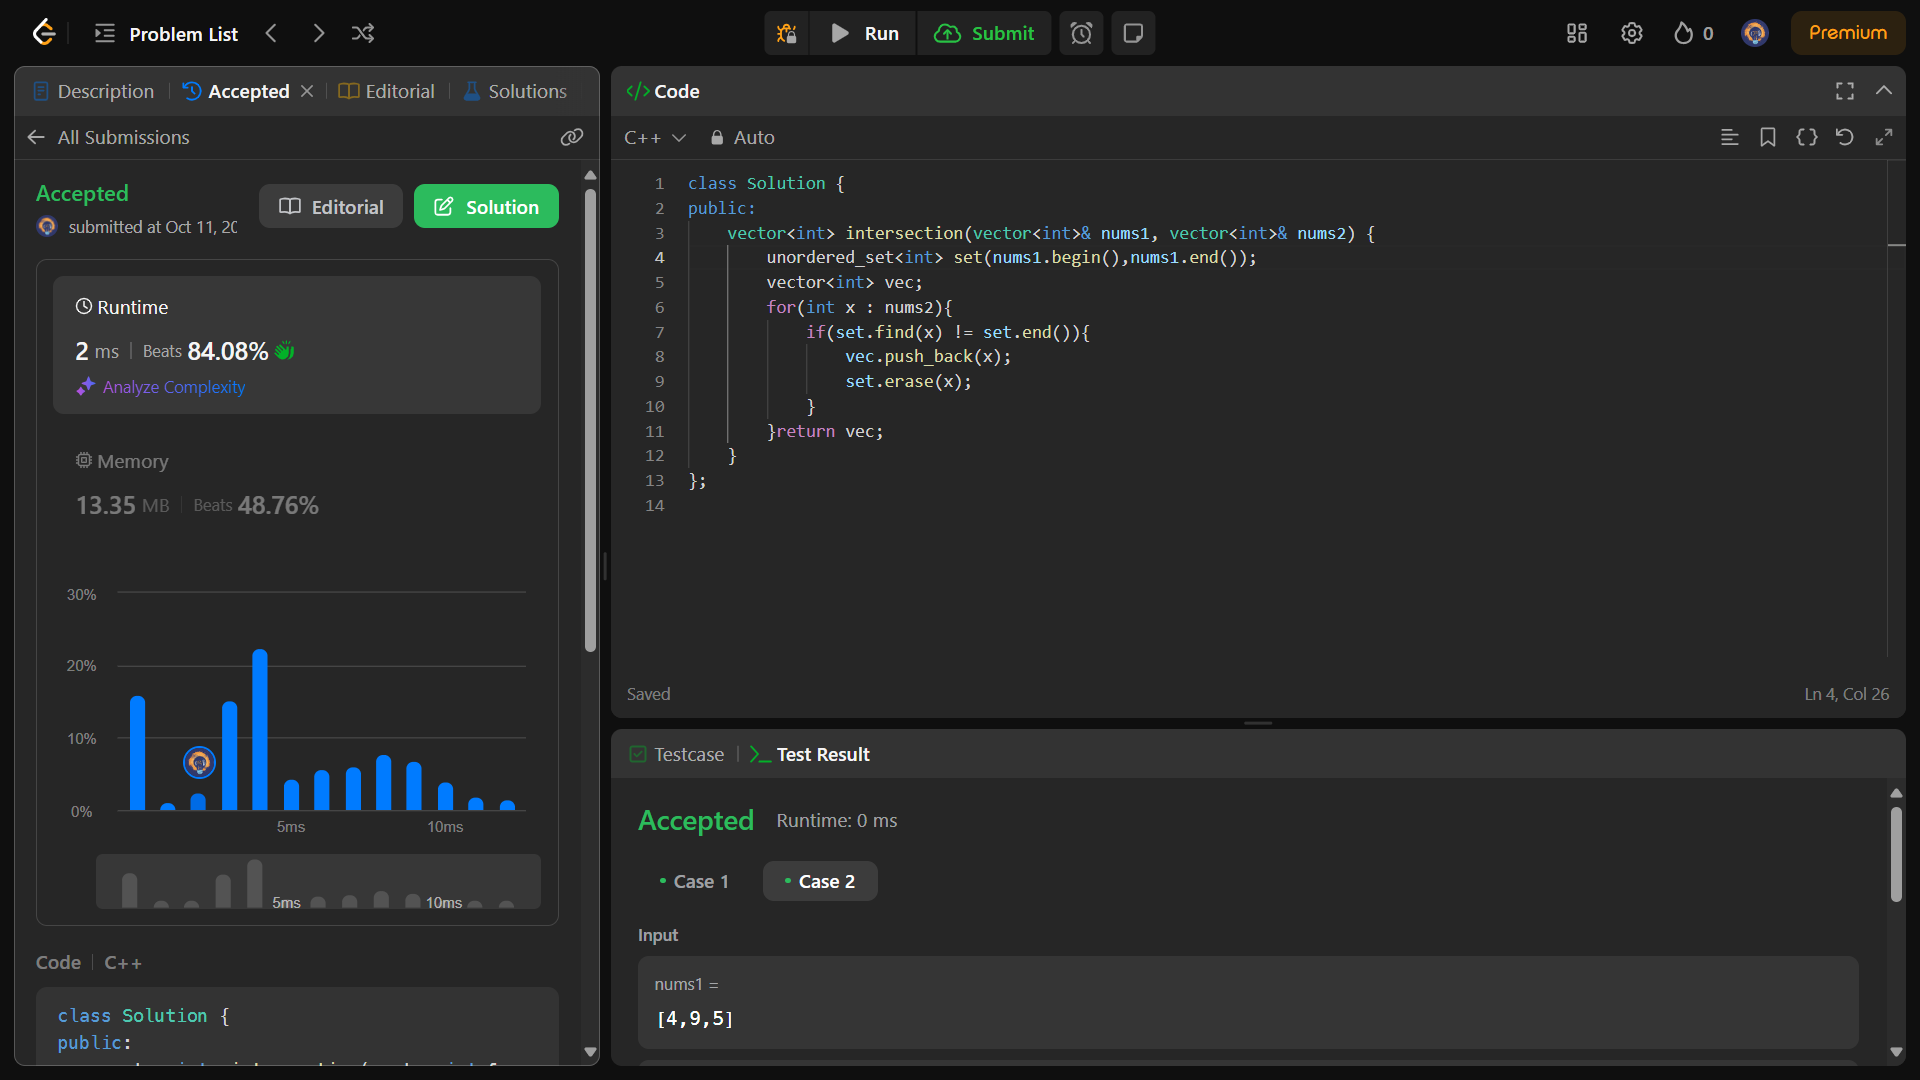 Problem List
Run
Submit
0
Premium
Description
Accepted
Editorial
Solutions
All Submissions
Accepted
submitted at Oct 11, 20
Editorial
Solution
Runtime
2 ms
Beats 84.08%
Analyze Complexity
Memory
13.35 MB
Beats 48.76%
30%
20%
10%
0%
5ms
10ms
5ms
10ms
Code
C++
class Solution {
public:
</> Code
C++
Auto
1 class Solution {
2 public:
3 vector<int> intersection(vector<int>& nums1, vector<int>& nums2) {
4 unordered_set<int> set(nums1.begin(),nums1.end());
5 vector<int> vec;
6 for(int x : nums2){
7 if(set.find(x) != set.end()){
8 vec.push_back(x);
9 set.erase(x);
10 }
11 }return vec;
12 }
13 };
14
Saved
Ln 4, Col 26
Testcase
Test Result
Accepted
Runtime: 0 ms
Case 1
Case 2
Input
nums1 =
[4,9,5]